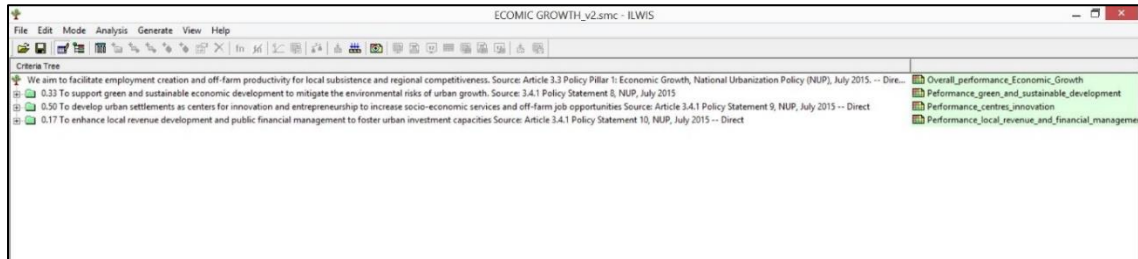 ECOMIC GROWTH_v2.smc - ILWIS
File Edit Mode Analysis Generate View Help
Criteria Tree
We aim to facilitate employment creation and off-farm productivity for local subsistence and regional competitiveness. Source: Article 3.3 Policy Pillar 1: Economic Growth, National Urbanization Policy (NUP), July 2015. -- Dire... Overall_performance_Economic_Growth
0.33 To support green and sustainable economic development to mitigate the environmental risks of urban growth. Source: 3.4.1 Policy Statement 8, NUP, July 2015 Peformance_green_and_sustainable_development
0.50 To develop urban settlements as centers for innovation and entrepreneurship to increase socio-economic services and off-farm job opportunities Source: Article 3.4.1 Policy Statement 9, NUP, July 2015 -- Direct Performance_centres_innovation
0.17 To enhance local revenue development and public financial management to foster urban investment capacities Source: Article 3.4.1 Policy Statement 10, NUP, July 2015 -- Direct Performance_local_revenue_and_financial_manageme